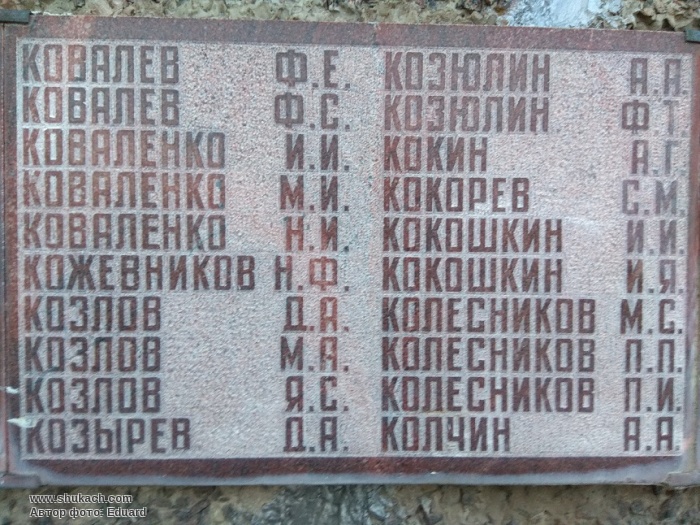 КОВАЛЕВ Ф.Е.
КОВАЛЕВ Ф.С.
КОВАЛЕНКО И.И.
КОВАЛЕНКО М.И.
КОВАЛЕНКО Н.И.
КОЖЕВНИКОВ Н.Ф.
КОЗЛОВ Д.А.
КОЗЛОВ М.А.
КОЗЛОВ Я.С.
КОЗЫРЕВ Д.А.
КОЗЮЛИН А.А.
КОЗЮЛИН Ф.Т.
КОКИН А.Г.
КОКОРЕВ С.М.
КОКОШКИН И.И.
КОКОШКИН И.Я.
КОЛЕСНИКОВ М.С.
КОЛЕСНИКОВ П.П.
КОЛЕСНИКОВ П.И.
КОЛЧИН А.А.
www.shukach.com
Автор фото: Eduard